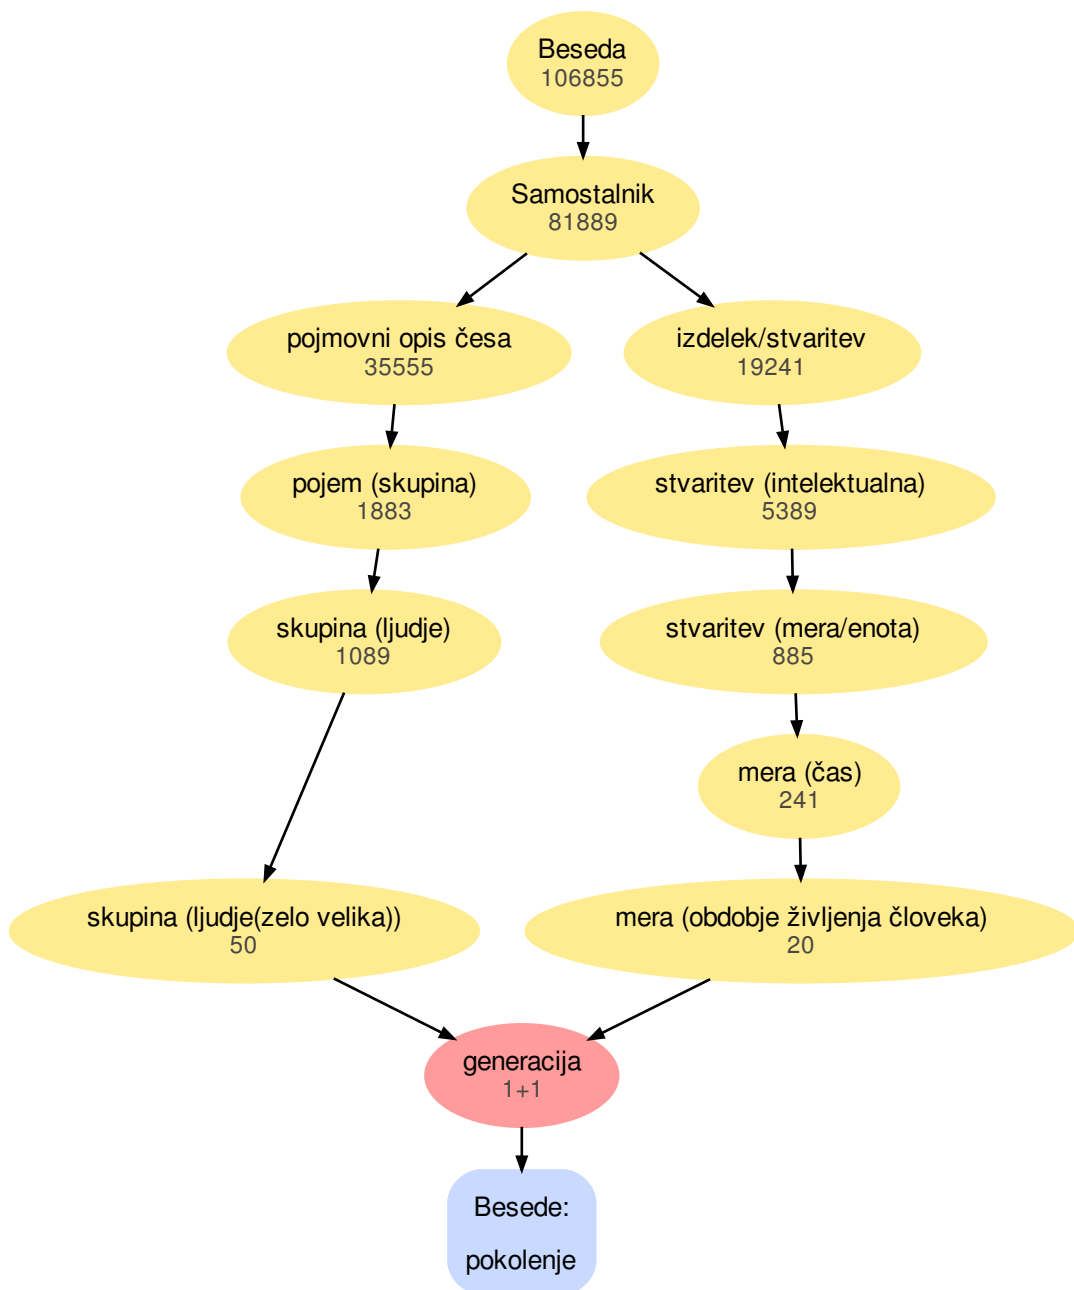 Beseda
106855
Samostalnik
81889
pojmovni opis česa
35555
izdelek/stvaritev
19241
pojem (skupina)
1883
stvaritev (intelektualna)
5389
skupina (ljudje)
1089
stvaritev (mera/enota)
885
mera (čas)
241
skupina (ljudje(zelo velika))
50
mera (obdobje življenja človeka)
20
generacija
1+1
Besede:
pokolenje